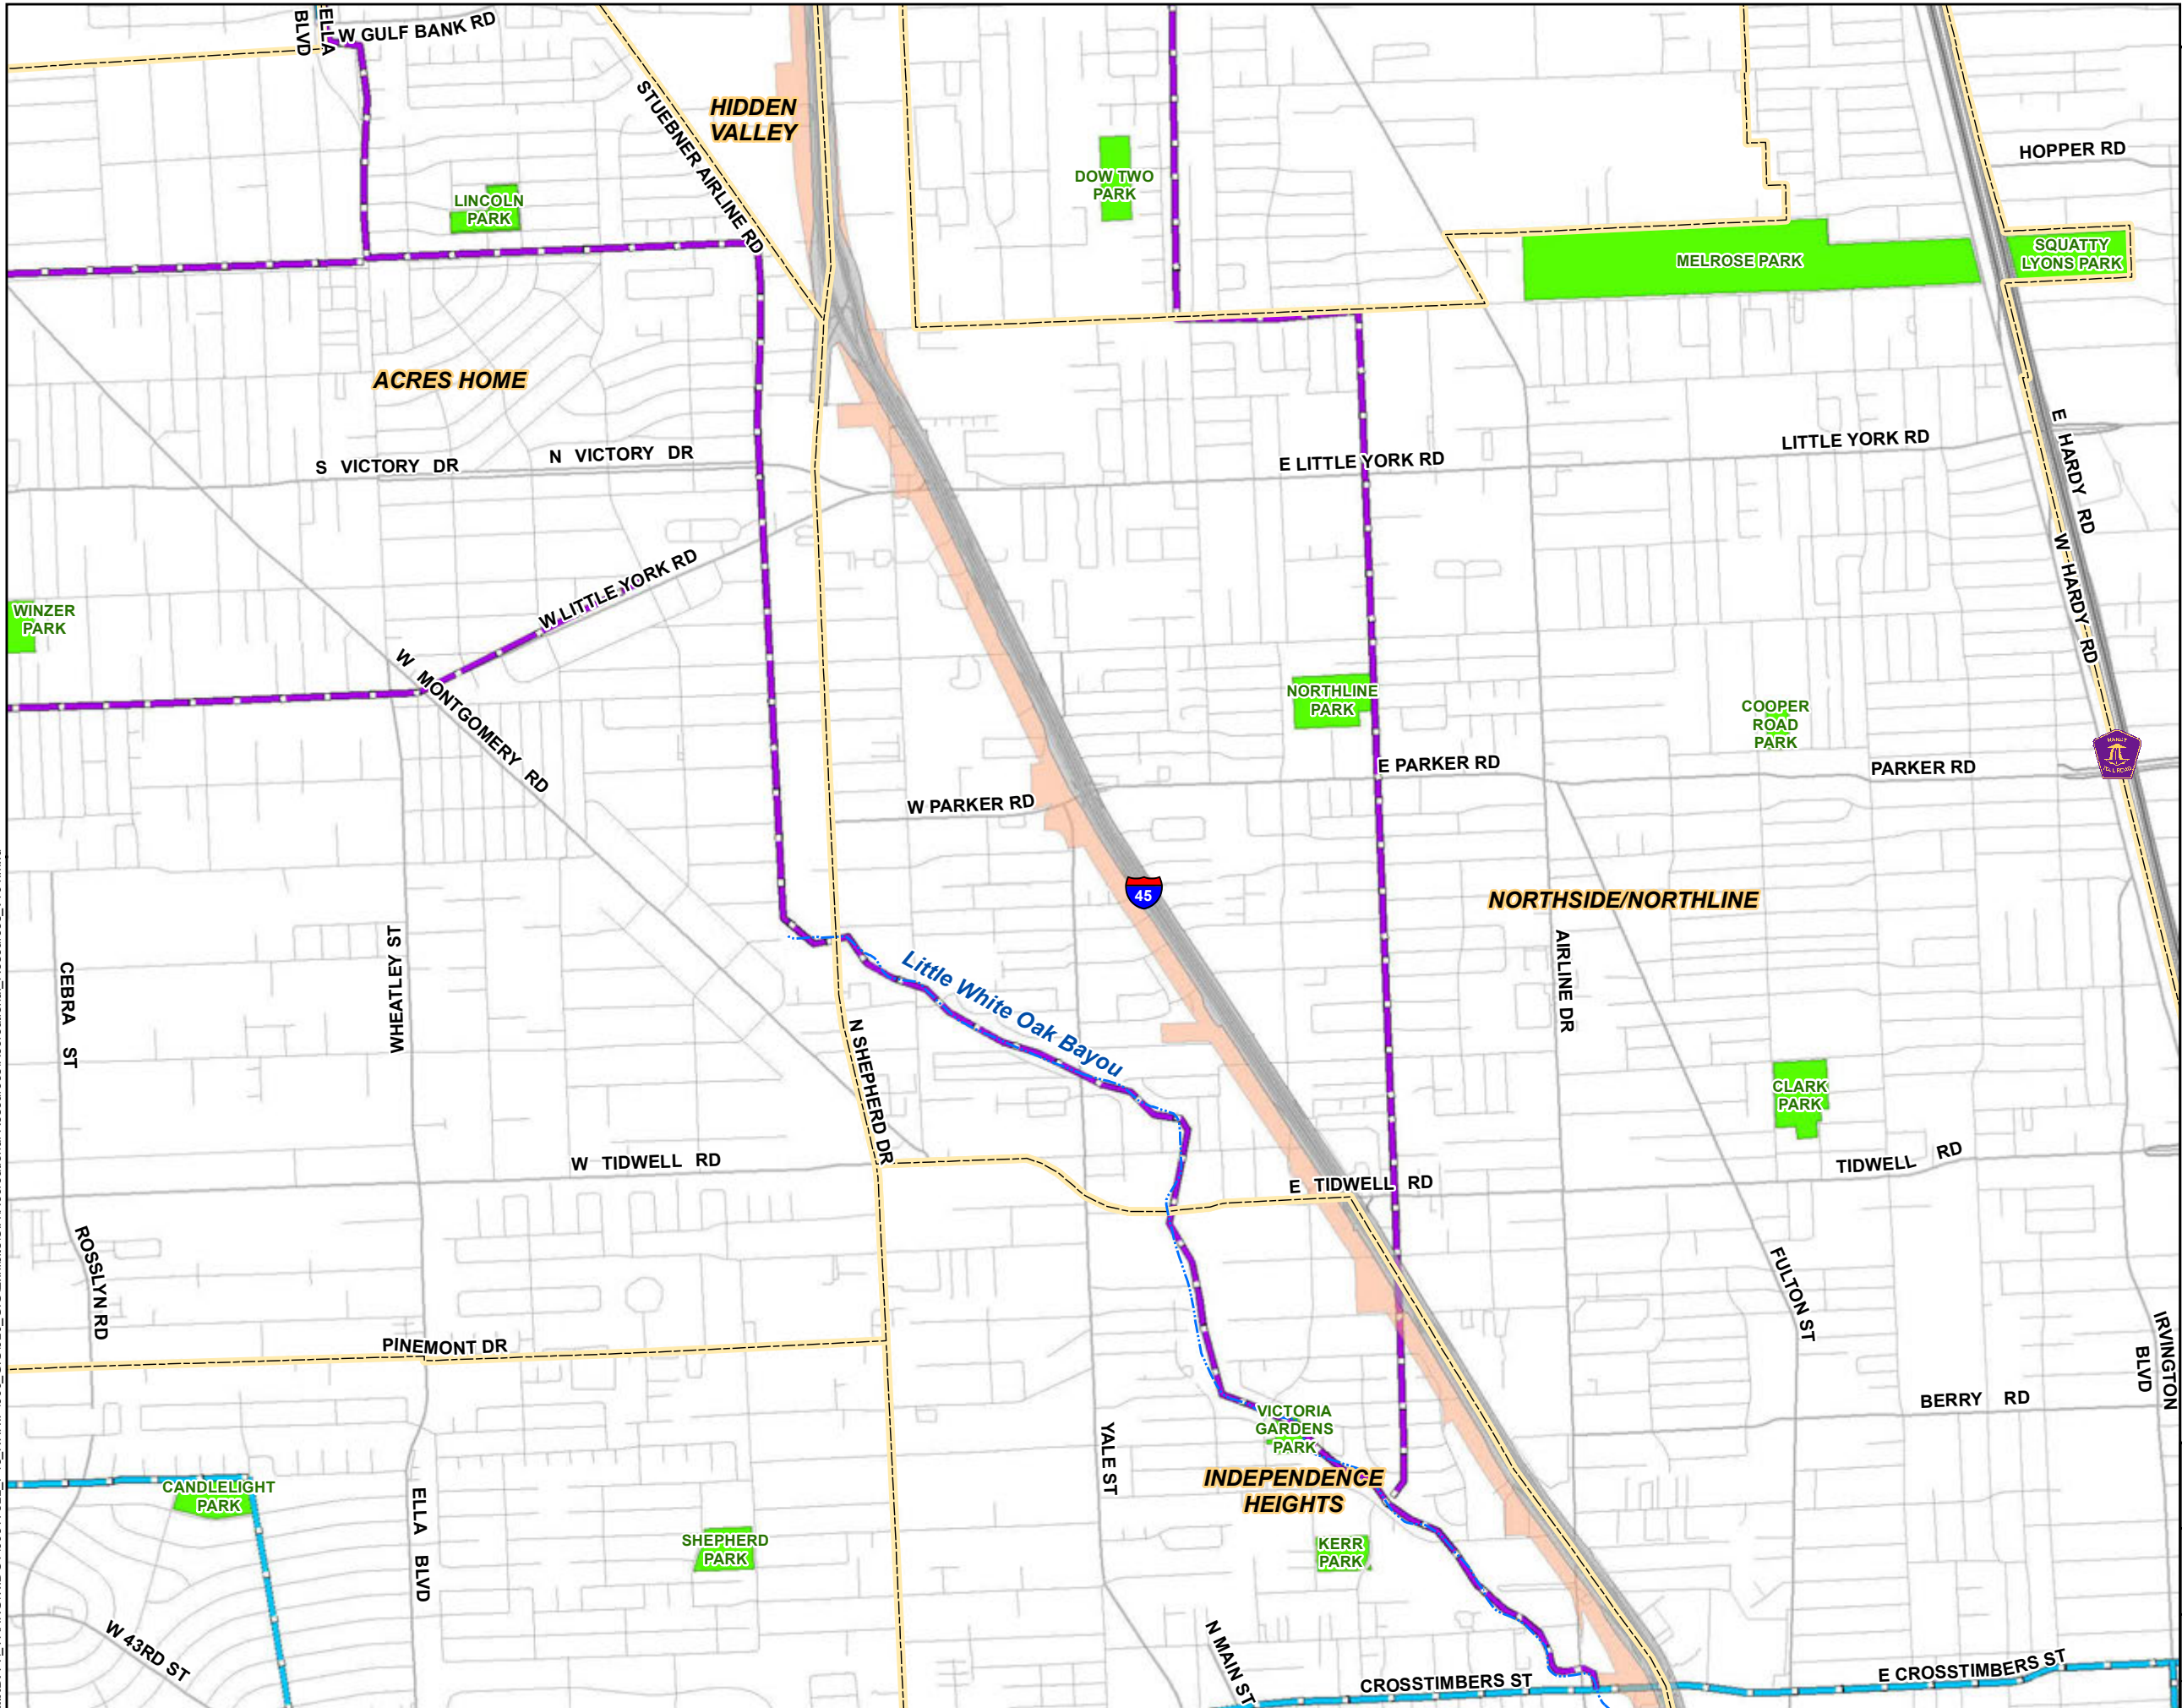 ELLA
BLVD
W GULF BANK RD
STUEBNER AIRLINE RD
HIDDEN
VALLEY
HOPPER RD
DOW TWO
PARK
LINCOLN
PARK
MELROSE PARK
SQUATTY
LYONS PARK
ACRES HOME
S VICTORY DR
N VICTORY DR
E LITTLE YORK RD
LITTLE YORK RD
E HARDY RD
W HARDY RD
W LITTLE YORK RD
WINZER
PARK
W MONTGOMERY RD
NORTHLINE
PARK
COOPER
ROAD
PARK
HARDY
E PARKER RD
PARKER RD
W PARKER RD
45
NORTHSIDE/NORTHLINE
CEBRA ST
WHEATLEY ST
Little White Oak Bayou
AIRLINE DR
N SHEPHERD DR
CLARK
PARK
W TIDWELL RD
E TIDWELL RD
TIDWELL RD
ROSSLYN RD
FULTON ST
PINEMONT DR
IRVINGTON
BLVD
BERRY RD
VICTORIA
GARDENS
PARK
YALE ST
INDEPENDENCE
HEIGHTS
CANDLELIGHT
PARK
ELLA BLVD
SHEPHERD
PARK
KERR
PARK
W 43RD ST
N MAIN ST
CROSSTIMBERS ST
E CROSSTIMBERS ST